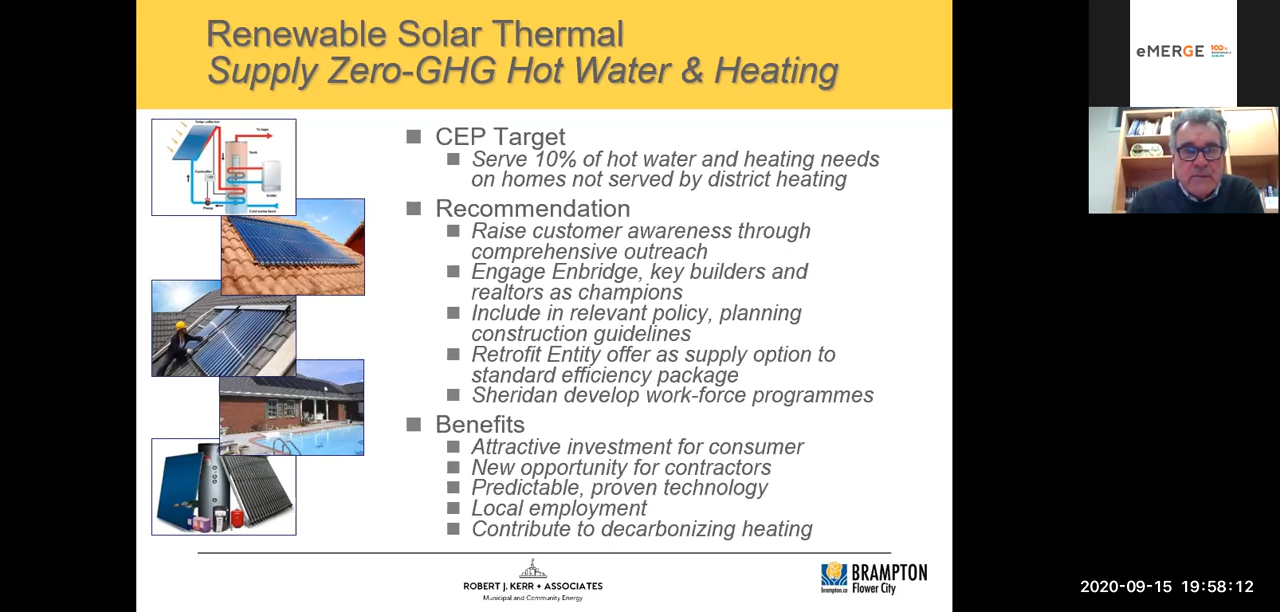 Renewable Solar Thermal
Supply Zero-GHG Hot Water & Heating
CEP Target
Serve 10% of hot water and heating needs
on homes not served by district heating
Recommendation
Raise customer awareness through
comprehensive outreach
Engage Enbridge, key builders and
realtors as champions
Include in relevant policy, planning
construction guidelines
Retrofit Entity offer as supply option to
standard efficiency package
Sheridan develop work-force programmes
Benefits
Attractive investment for consumer
New opportunity for contractors
Predictable, proven technology
Local employment
Contribute to decarbonizing heating
ROBERT J. KERR + ASSOCIATES
Municipal and Community Energy
brampton.ca
BRAMPTON
Flower City
eMERGE 100%
2020-09-15 19:58:12